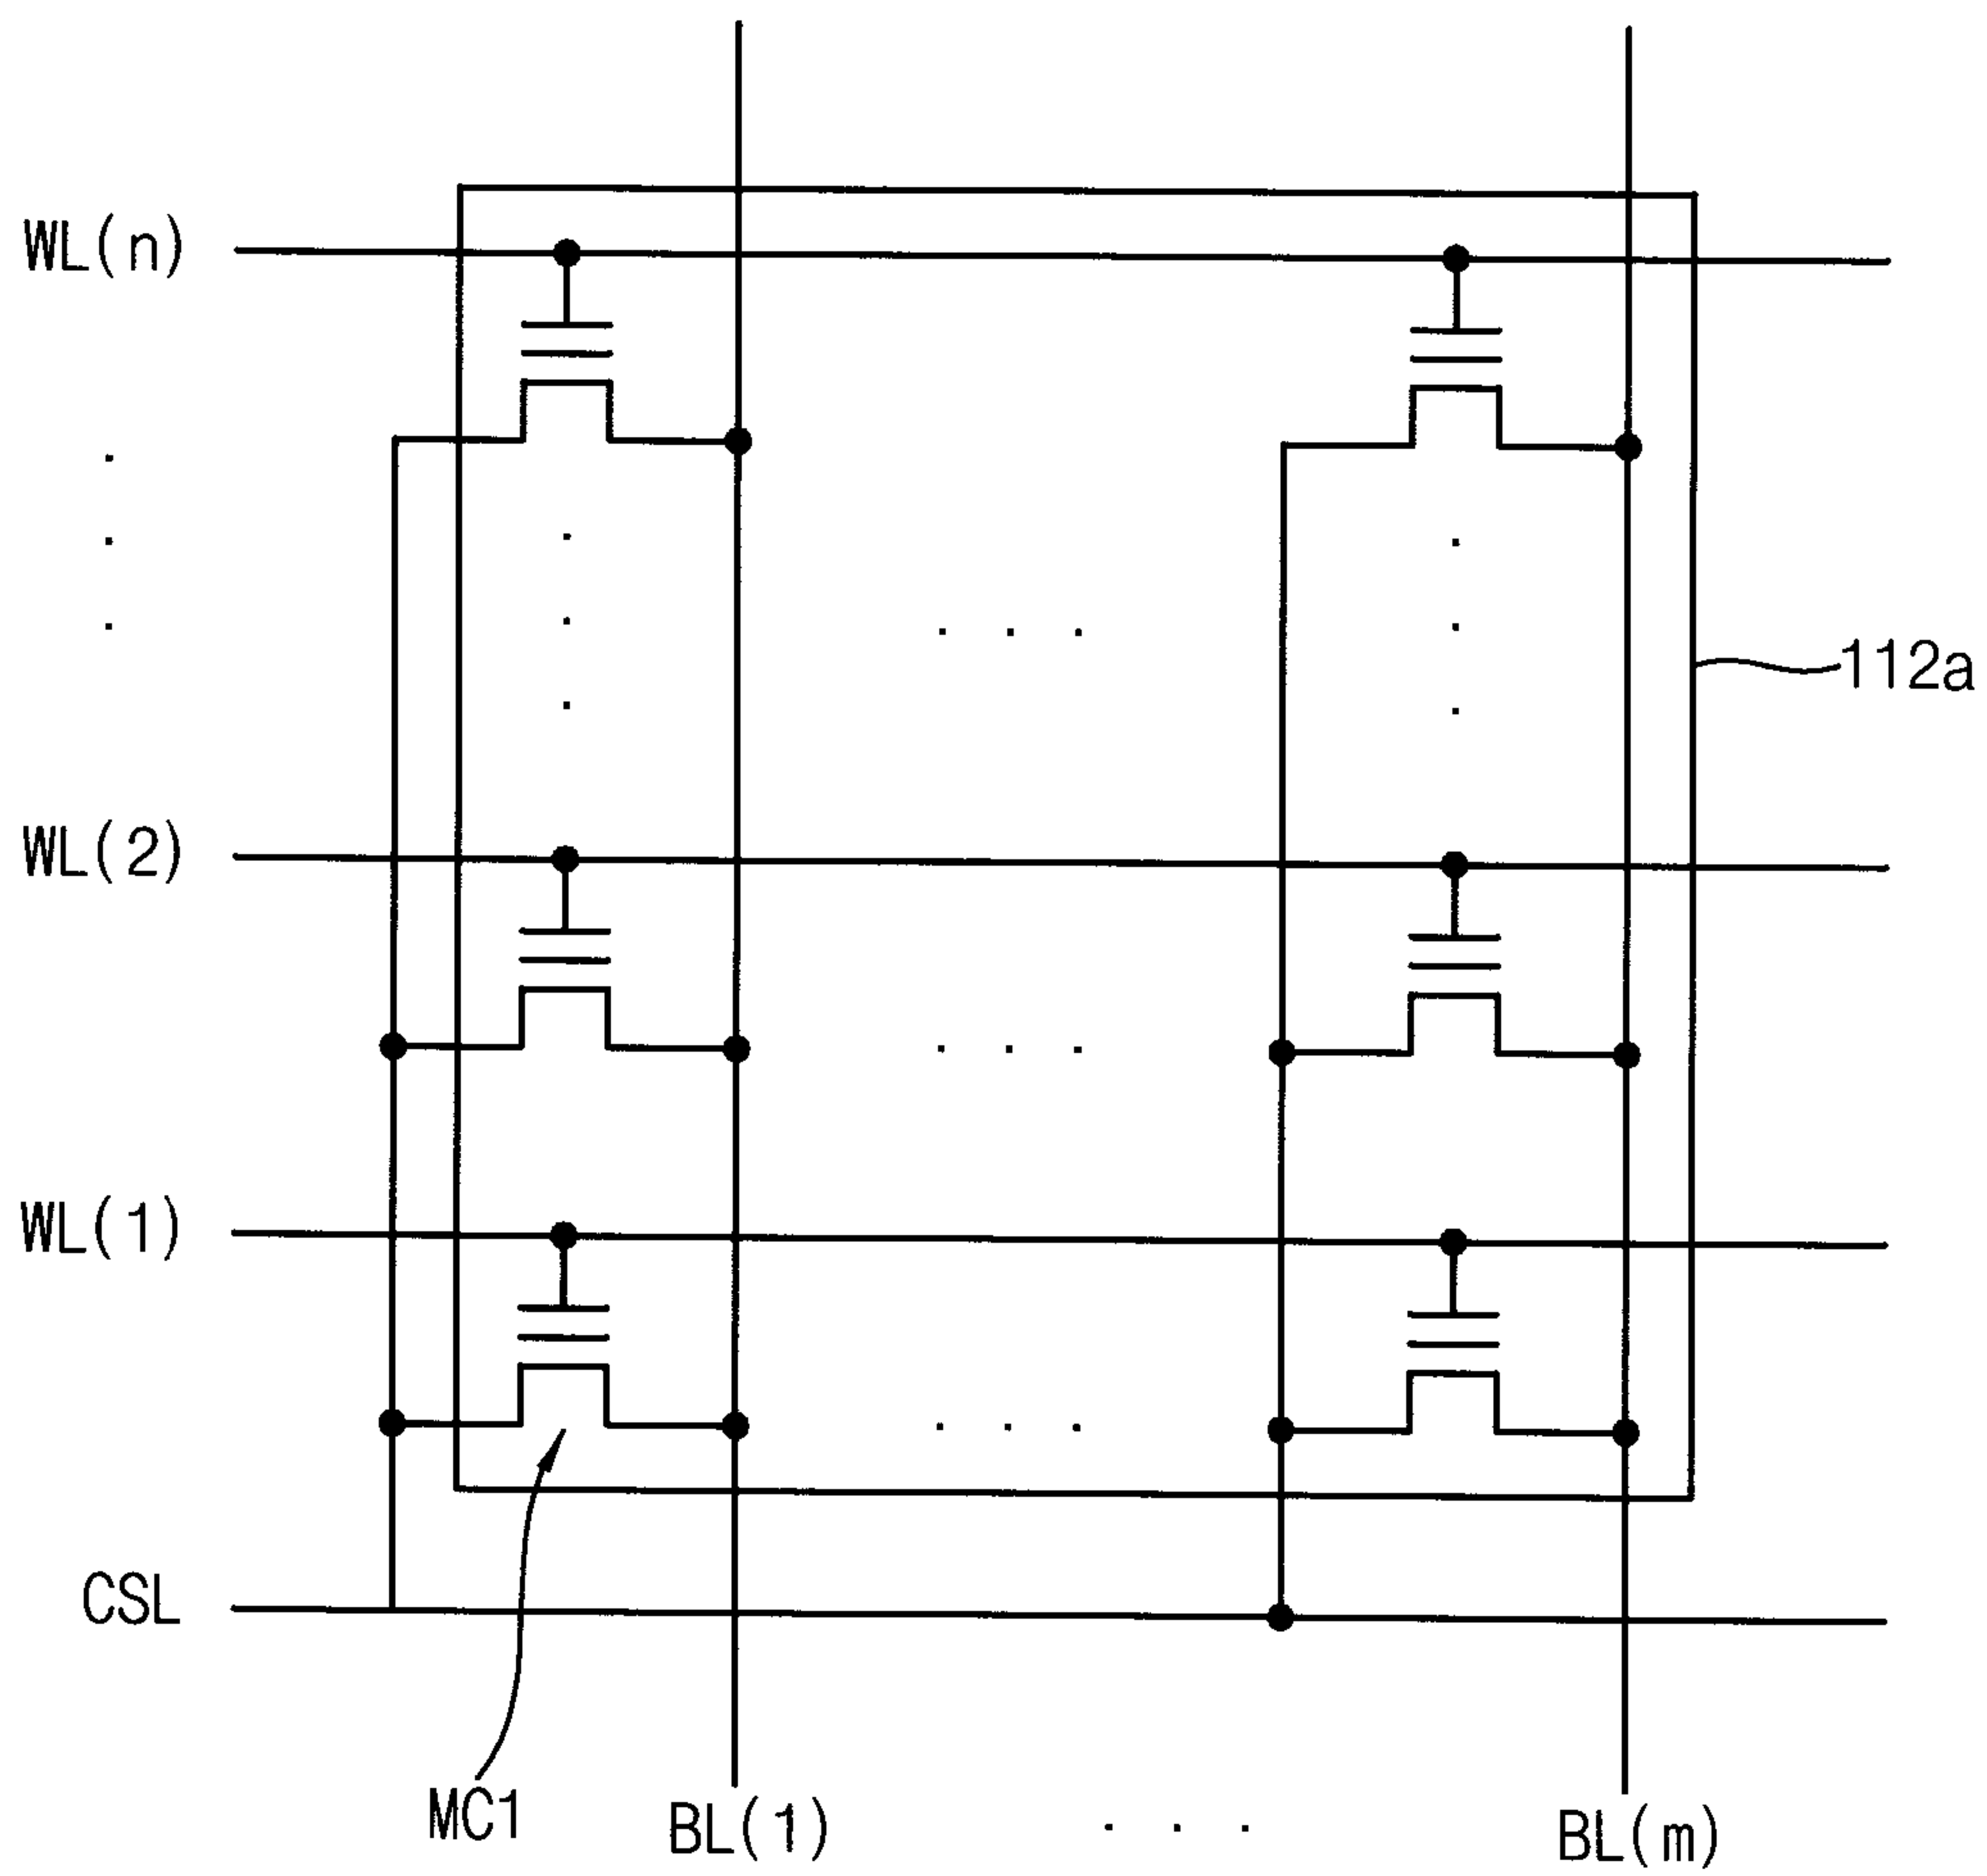 WL(n)
112a
WL(2)
WL(1)
CSL
MC1
BL(1)
. . .
BL(m)